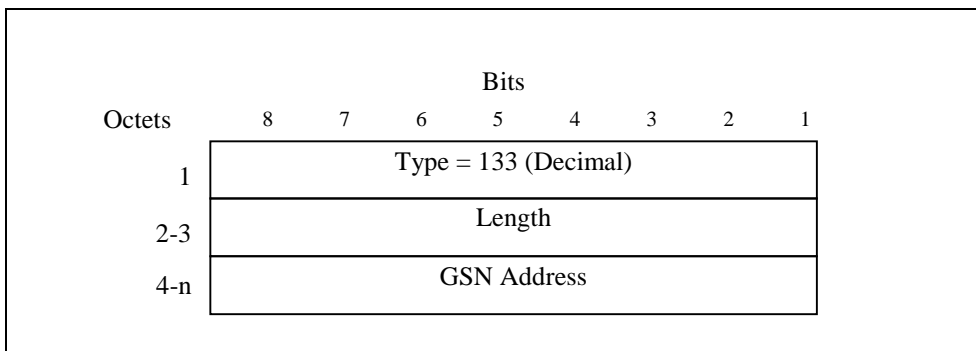 Bits
Octets 8 7 6 5 4 3 2 1
1 Type = 133 (Decimal)
2-3 Length
4-n GSN Address